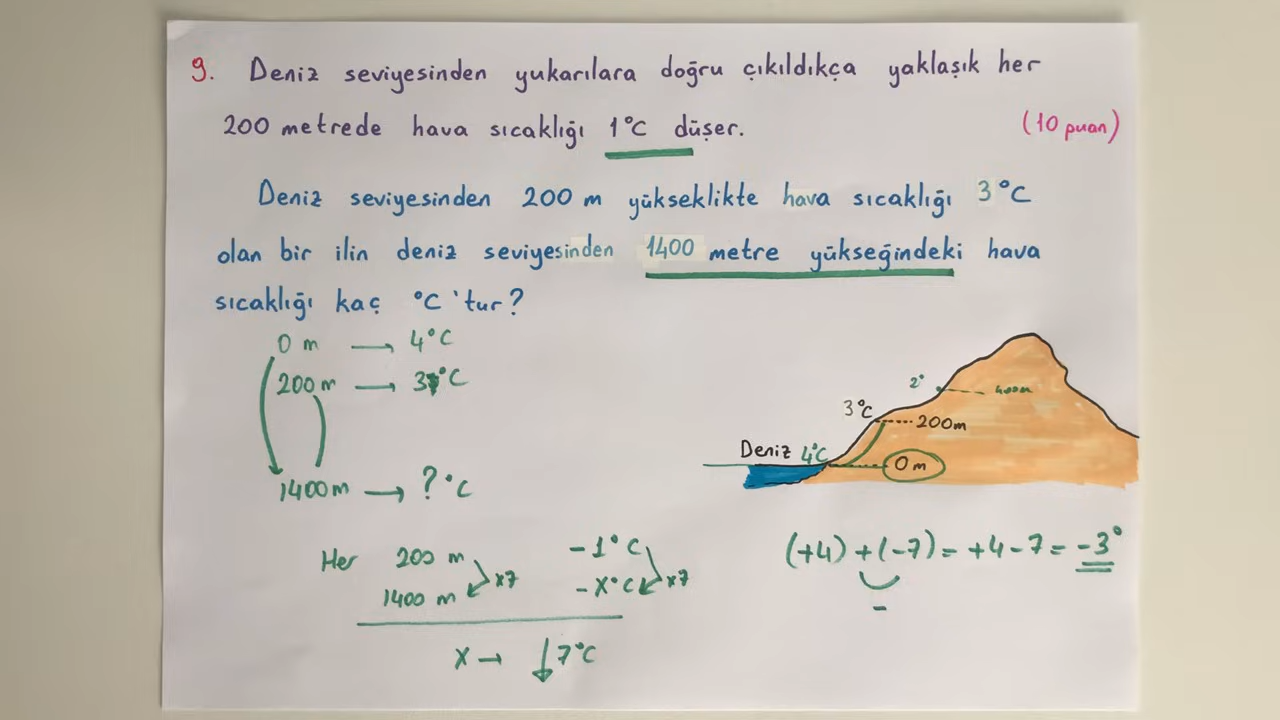 9. Deniz seviyesinden yukarılara doğru çıkıldıkça yaklaşık her
200 metrede hava sıcaklığı 1°C düşer.
(10 puan)
Deniz seviyesinden 200 m yükseklikte hava sıcaklığı 3°C
olan bir ilin deniz seviyesinden 1400 metre yükseğindeki hava
sıcaklığı kaç °C 'tur?
0 m → 4°C
200 m → 3°C
1400 m → ? °C
2° 400m
3°C 200m
Deniz 4°C 0 m
Her 200 m -1°C
x7 x7
1400 m -x°C
x → ↓7°C
(+4) + (-7) = +4-7 = -3°
-